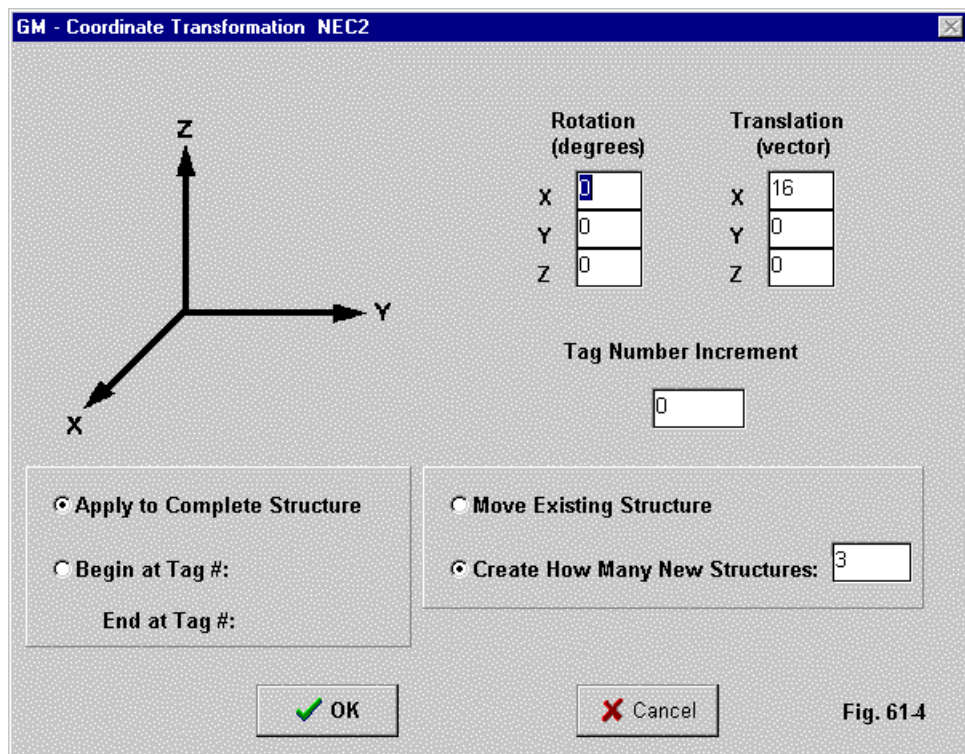 GM - Coordinate Transformation NEC2
Z
Y
X
Rotation
(degrees)
X 0
Y 0
Z 0
Translation
(vector)
X 16
Y 0
Z 0
Tag Number Increment
0
Apply to Complete Structure
Begin at Tag #:
End at Tag #:
Move Existing Structure
Create How Many New Structures: 3
OK
Cancel
Fig. 61-4